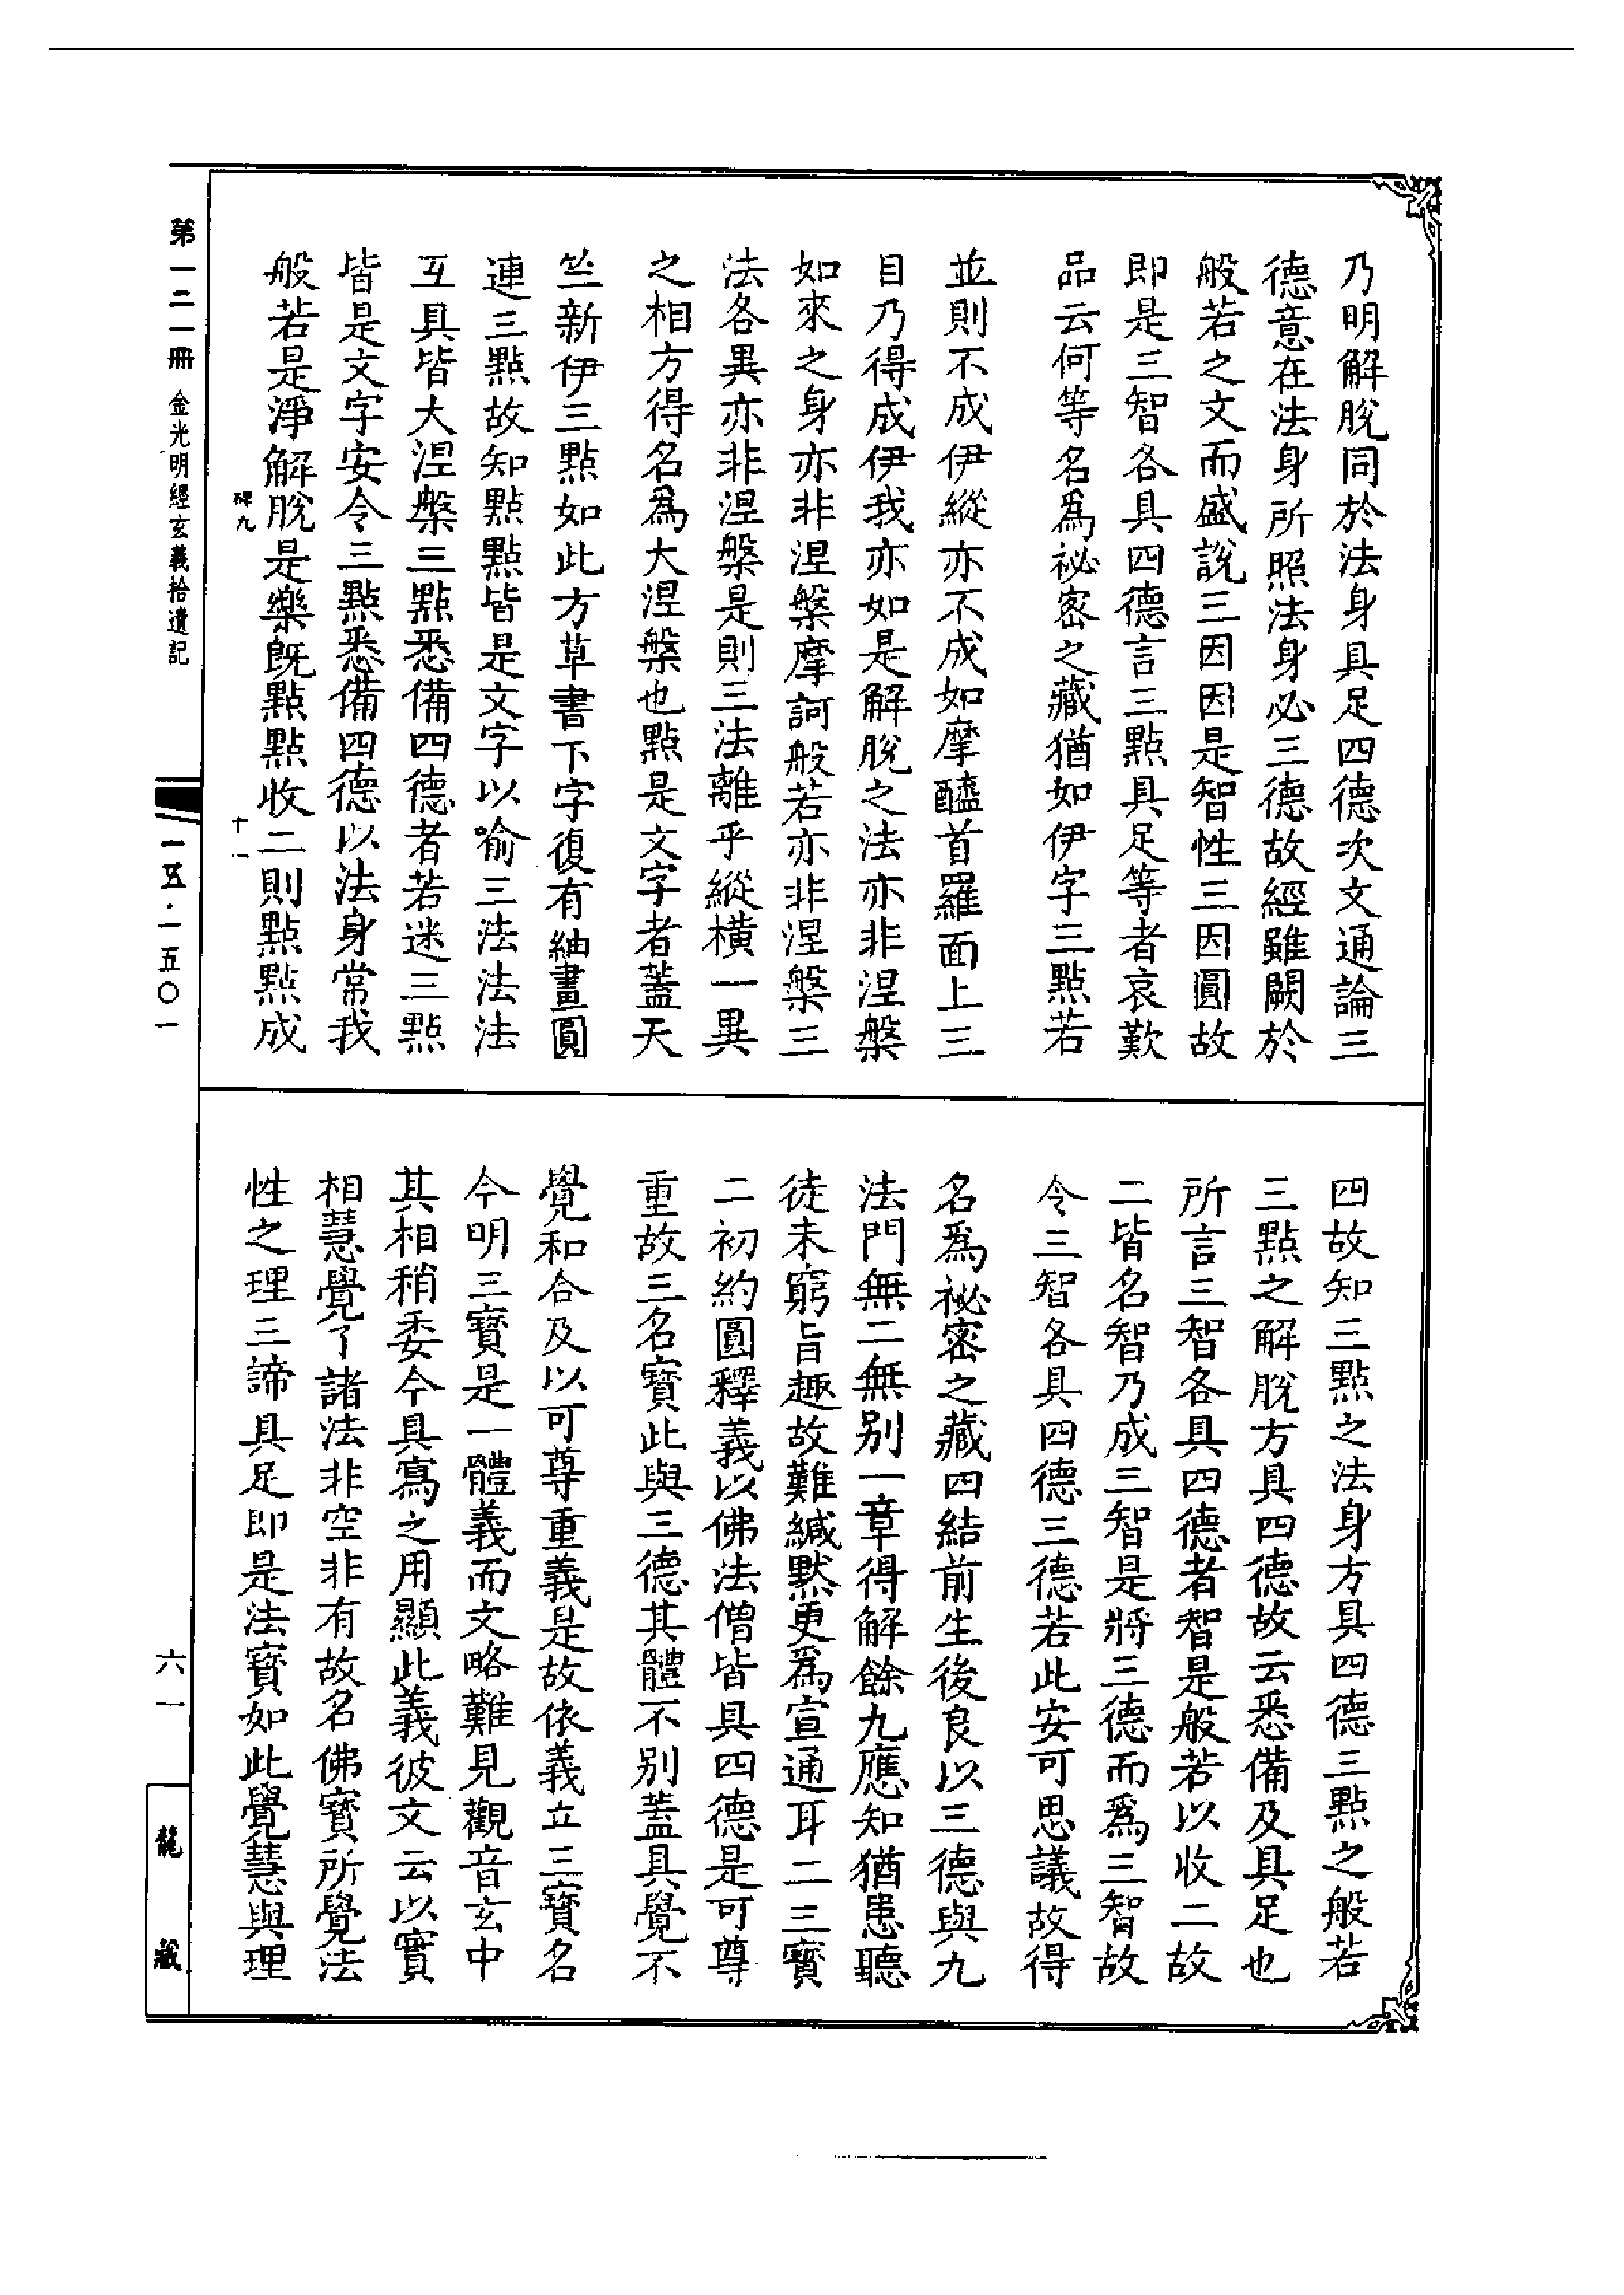 乃明解脫同於法身具足四德次文通論三
德意在法身所照法身必三德故經雖闕於
般若之文而盛說三因因是智性三因圓故
即是三智各具四德言三點具足等者哀歎
品云何等名爲祕密之藏猶如伊字三點若
並則不成伊縱亦不成如摩醯首羅面上三
目乃得成伊我亦如是解脫之法亦非涅槃
如來之身亦非涅槃摩訶般若亦非涅槃三
法各異亦非涅槃是則三法離乎縱橫一異
之相方得名爲大涅槃也點是文字者蓋天
竺新伊三點如此方草書下字復有紬畫圓
連三點故知點點皆是文字以喻三法法法
互具皆大涅槃三點悉備四德者若迷三點
皆是文字安令三點悉備四德以法身常我
般若是淨解脫是樂既點點收二則點點成
四故知三點之法身方具四德三點之般若
三點之解脫方具四德故云悉備及具足也
所言三智各具四德者智是般若以收二故
二皆名智乃成三智是將三德而爲三智故
令三智各具四德三德若此安可思議故得
名爲祕密之藏四結前生後良以三德與九
法門無二無別一章得解餘九應知猶患聽
徒未窮旨趣故難緘默更爲宣通耳二三寶
二初約圓釋義以佛法僧皆具四德是可尊
重故三名寶此與三德其體不別蓋具覺不
覺和合及以可尊重義是故依義立三寶名
今明三寶是一體義而文略難見觀音玄中
其相稍委今具寫之用顯此義彼文云以實
相慧覺了諸法非空非有故名佛寶所覺法
性之理三諦具足即是法寶如此覺慧與理
稗九
十一
第一二一冊 金光明經玄義拾遺記
一五·一五〇一
六一
龍藏